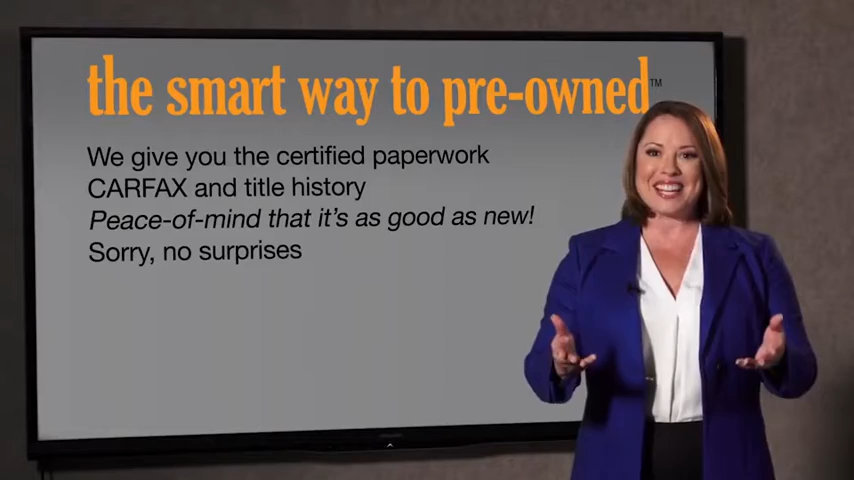 the smart way to pre-owned™
We give you the certified paperwork
CARFAX and title history
Peace-of-mind that it's as good as new!
Sorry, no surprises